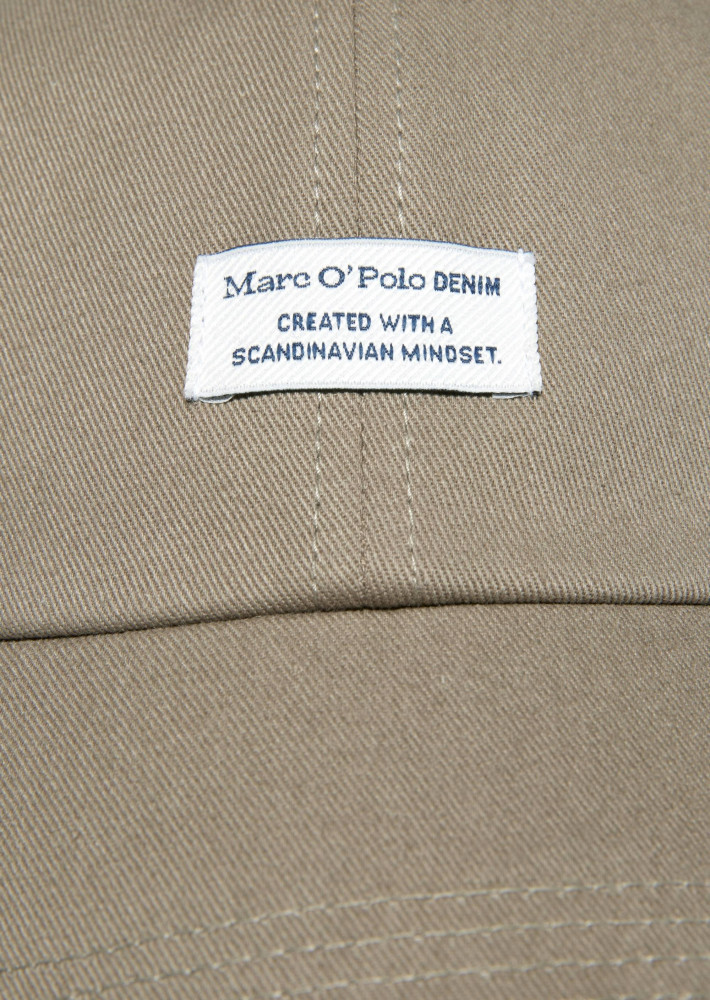 Marc O'Polo DENIM
CREATED WITH A
SCANDINAVIAN MINDSET.